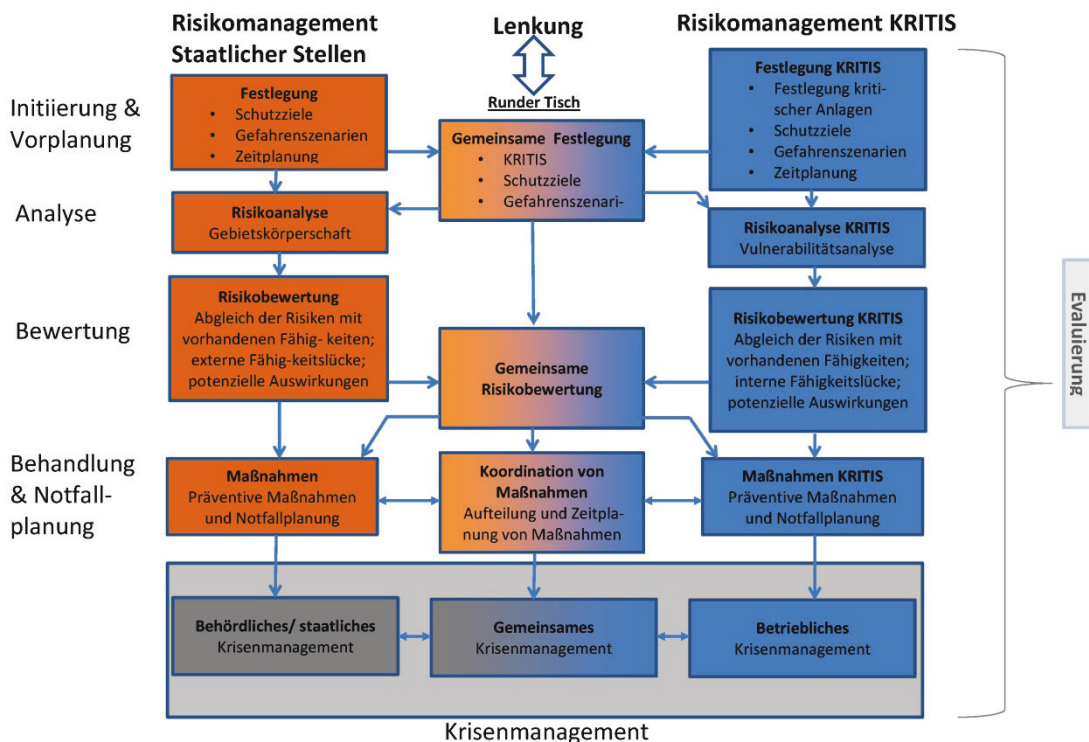 Risikomanagement
Staatlicher Stellen
Lenkung
Risikomanagement KRITIS
Initiierung &
Vorplanung
Festlegung
• Schutzziele
• Gefahrenszenarien
• Zeitplanung
Runder Tisch
Gemeinsame Festlegung
• KRITIS
• Schutzziele
• Gefahrenszenari-
Festlegung KRITIS
• Festlegung kriti-
scher Anlagen
• Schutzziele
• Gefahrenszenarien
• Zeitplanung
Analyse
Risikoanalyse
Gebietskörperschaft
Risikoanalyse KRITIS
Vulnerabilitätsanalyse
Bewertung
Risikobewertung
Abgleich der Risiken mit
vorhandenen Fähig- keiten;
externe Fähig-keitslücke;
potenzielle Auswirkungen
Gemeinsame
Risikobewertung
Risikobewertung KRITIS
Abgleich der Risiken mit
vorhandenen Fähigkeiten;
interne Fähigkeitslücke;
potenzielle Auswirkungen
Behandlung
& Notfall-
planung
Maßnahmen
Präventive Maßnahmen
und Notfallplanung
Koordination von
Maßnahmen
Aufteilung und Zeitpla-
nung von Maßnahmen
Maßnahmen KRITIS
Präventive Maßnahmen
und Notfallplanung
Behördliches/ staatliches
Krisenmanagement
Gemeinsames
Krisenmanagement
Betriebliches
Krisenmanagement
Krisenmanagement
Evaluierung